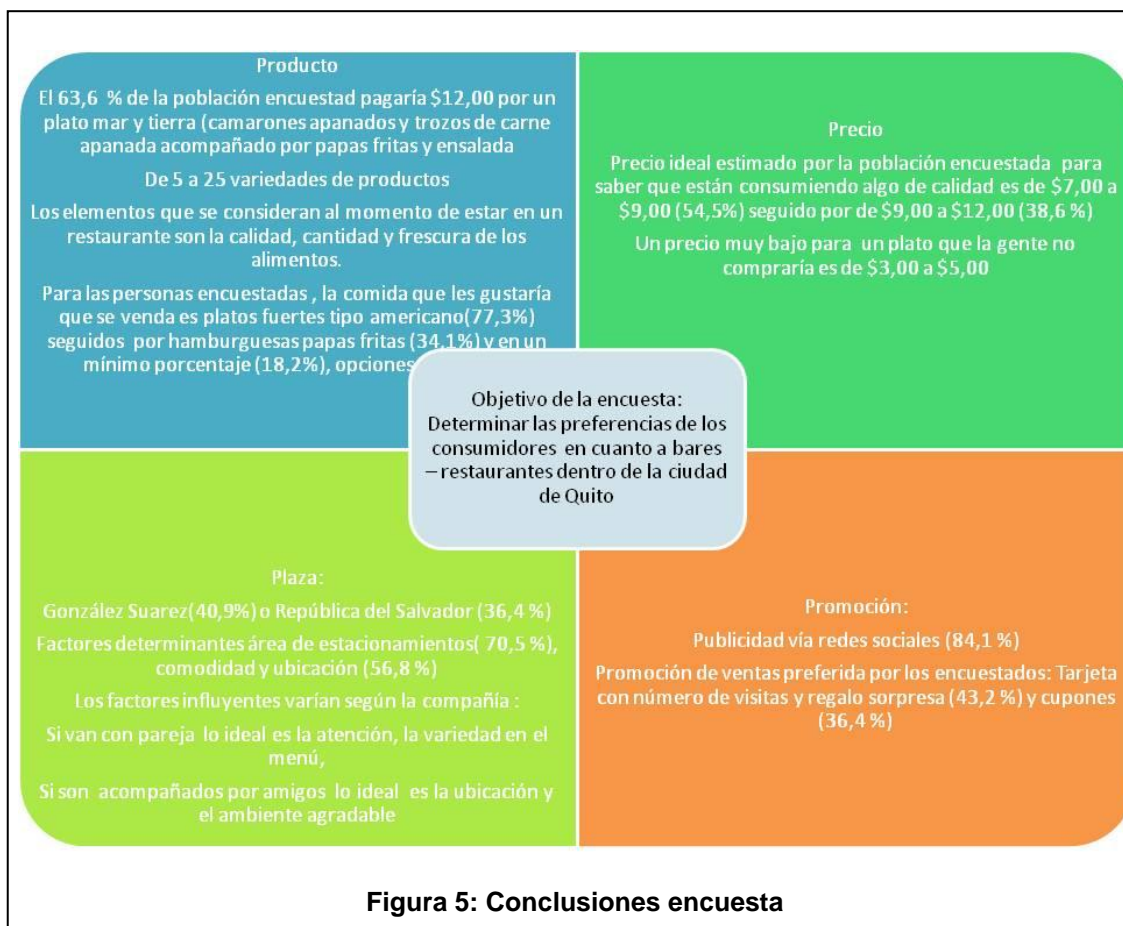 Producto
El 63,6 % de la población encuestad pagaría $12,00 por un
plato mar y tierra (camarones apanados y trozos de carne
apanada acompañado por papas fritas y ensalada
De 5 a 25 variedades de productos
Los elementos que se consideran al momento de estar en un
restaurante son la calidad, cantidad y frescura de los
alimentos.
Para las personas encuestadas , la comida que les gustaría
que se venda es platos fuertes tipo americano(77,3%)
seguidos por hamburguesas papas fritas (34,1%) y en un
mínimo porcentaje (18,2%), opciones
Precio
Precio ideal estimado por la población encuestada para
saber que están consumiendo algo de calidad es de $7,00 a
$9,00 (54,5%) seguido por de $9,00 a $12,00 (38,6 %)
Un precio muy bajo para un plato que la gente no
compraría es de $3,00 a $5,00
Objetivo de la encuesta:
Determinar las preferencias de los
consumidores en cuanto a bares
– restaurantes dentro de la ciudad
de Quito
Plaza:
González Suarez(40,9%) o República del Salvador (36,4 %)
Factores determinantes área de estacionamientos( 70,5 %),
comodidad y ubicación (56,8 %)
Los factores influyentes varían según la compañía :
Si van con pareja lo ideal es la atención, la variedad en el
menú,
Si son acompañados por amigos lo ideal es la ubicación y
el ambiente agradable
Promoción:
Publicidad vía redes sociales (84,1 %)
Promoción de ventas preferida por los encuestados: Tarjeta
con número de visitas y regalo sorpresa (43,2 %) y cupones
(36,4 %)
Figura 5: Conclusiones encuesta